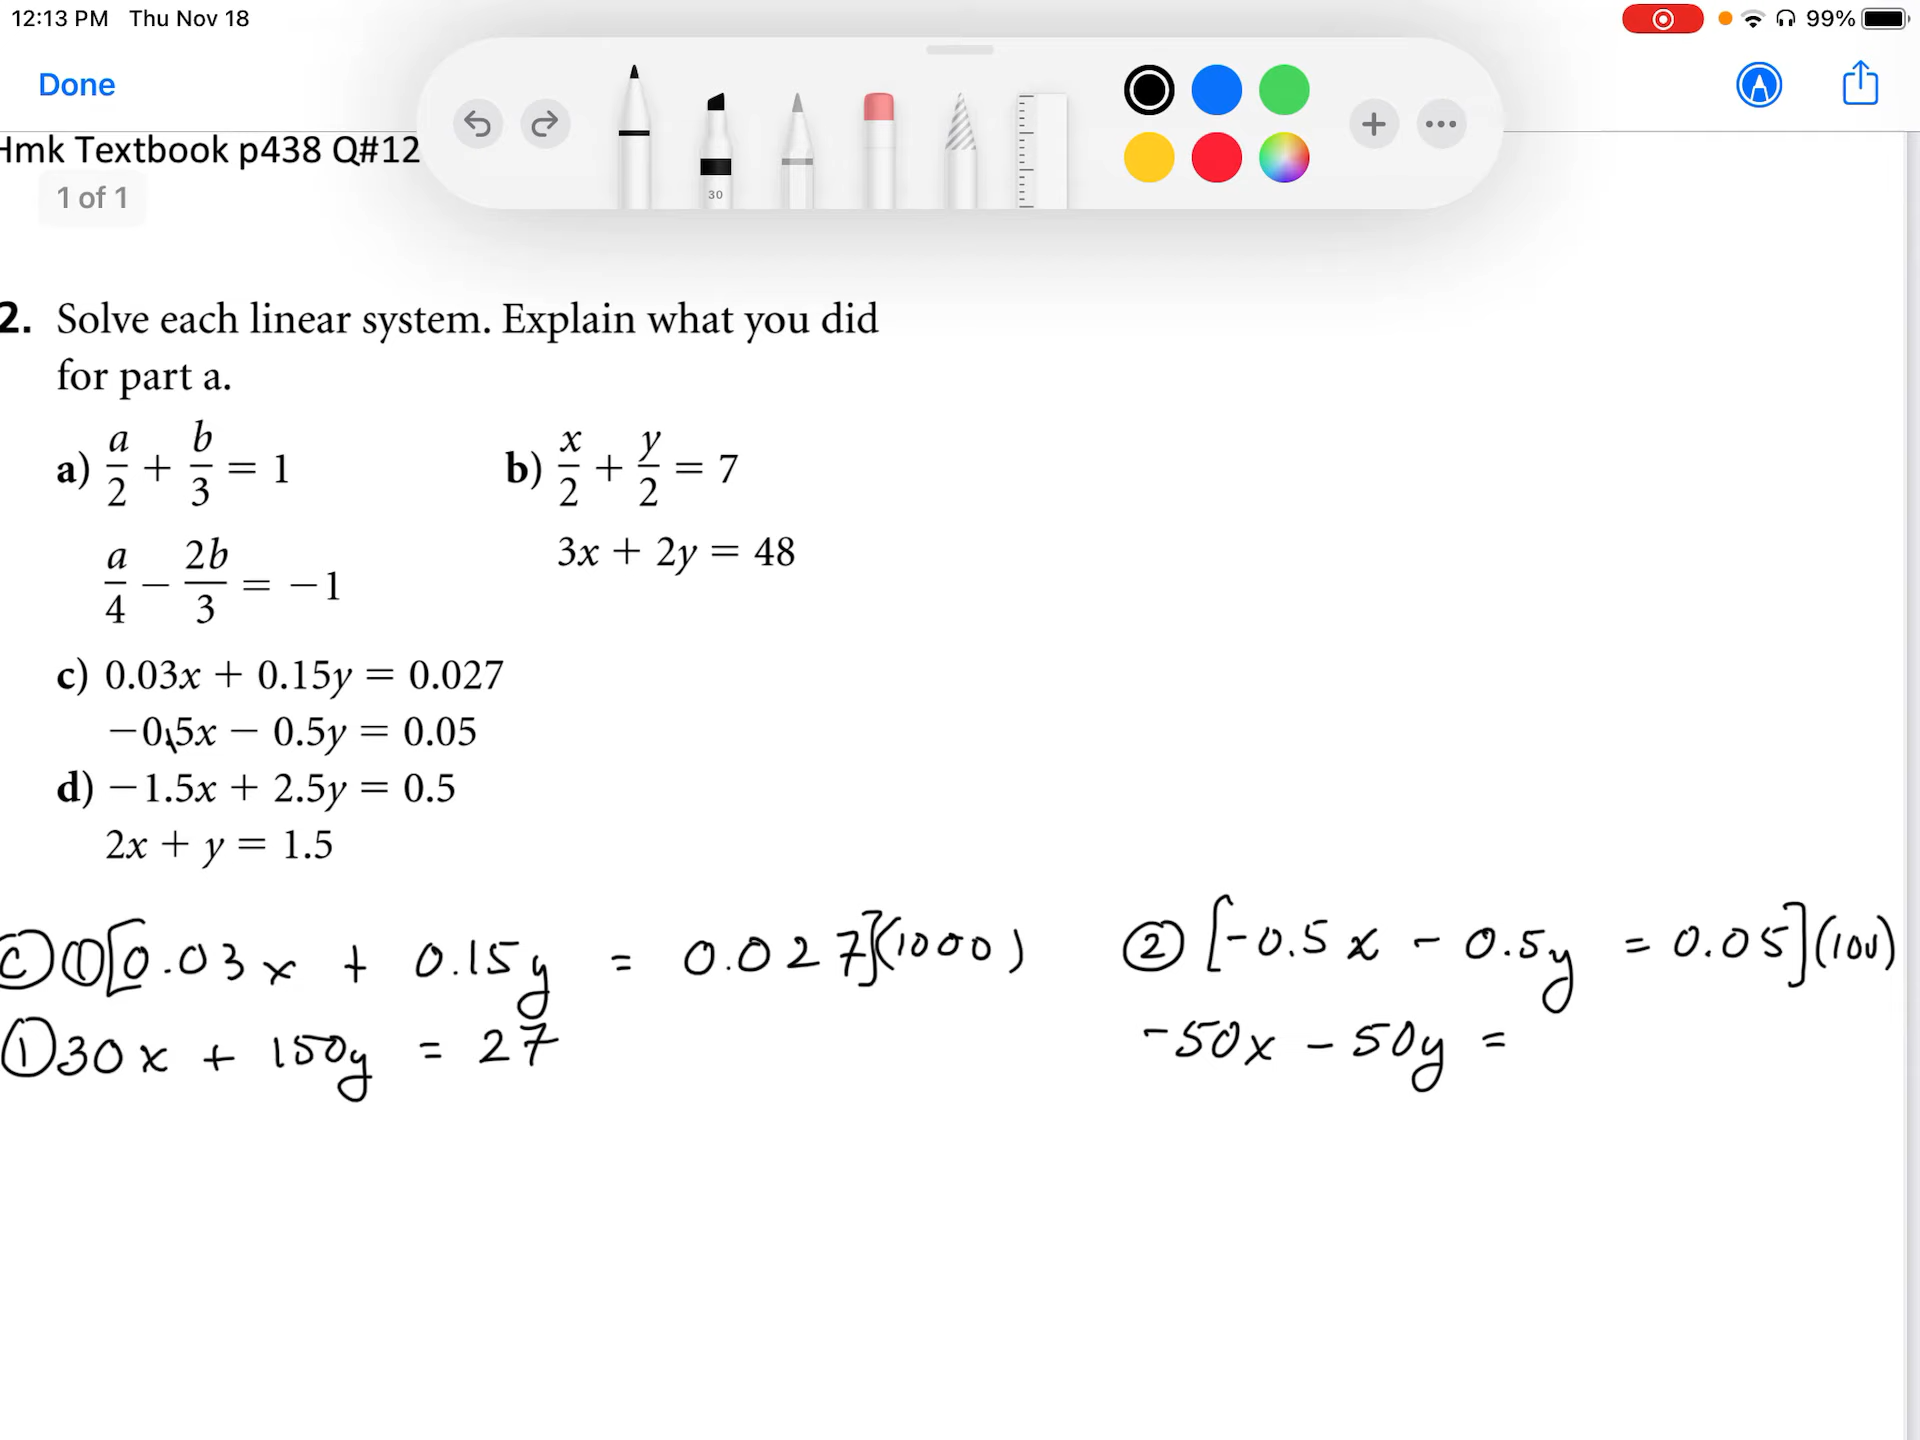 12:13 PM Thu Nov 18 99%
Done
Hmk Textbook p438 Q#12
1 of 1
30
2. Solve each linear system. Explain what you did
for part a.
a) a/2 + b/3 = 1
a/4 − 2b/3 = −1
b) x/2 + y/2 = 7
3x + 2y = 48
c) 0.03x + 0.15y = 0.027
−0.5x − 0.5y = 0.05
d) −1.5x + 2.5y = 0.5
2x + y = 1.5
c) ① [0.03x + 0.15y = 0.027](1000)
① 30x + 150y = 27
② [-0.5x - 0.5y = 0.05](100)
-50x - 50y =